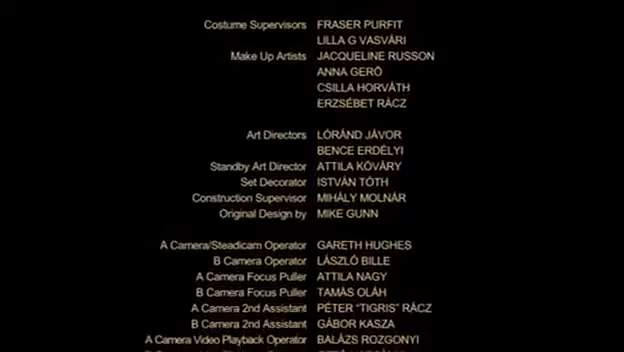 Costume Supervisors FRASER PURFIT
LILLA G VASVÁRI
Make Up Artists JACQUELINE RUSSON
ANNA GERŐ
CSILLA HORVÁTH
ERZSÉBET RÁCZ
Art Directors LÓRÁND JÁVOR
BENCE ERDÉLYI
Standby Art Director ATTILA KŐVÁRY
Set Decorator ISTVÁN TÓTH
Construction Supervisor MIHÁLY MOLNÁR
Original Design by MIKE GUNN
A Camera/Steadicam Operator GARETH HUGHES
B Camera Operator LÁSZLÓ BILLE
A Camera Focus Puller ATTILA NAGY
B Camera Focus Puller TAMÁS OLÁH
A Camera 2nd Assistant PÉTER "TIGRIS" RÁCZ
B Camera 2nd Assistant GÁBOR KASZA
A Camera Video Playback Operator BALÁZS ROZGONYI